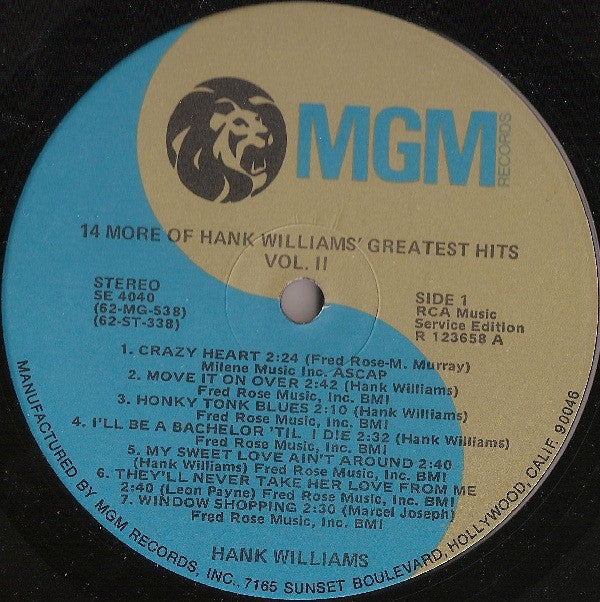 MGM
RECORDS
14 MORE OF HANK WILLIAMS' GREATEST HITS
VOL. II
STEREO
SE 4040
(62-MG-538)
(62-ST-338)
SIDE 1
RCA Music
Service Edition
R 123658 A
1. CRAZY HEART 2:24 (Fred Rose-M. Murray)
Milene Music Inc. ASCAP
2. MOVE IT ON OVER 2:42 (Hank Williams)
Fred Rose Music, Inc. BMI
3. HONKY TONK BLUES 2:10 (Hank Williams)
Fred Rose Music, Inc. BMI
4. I'LL BE A BACHELOR 'TIL I DIE 2:32 (Hank Williams)
Fred Rose Music, Inc. BMI
5. MY SWEET LOVE AIN'T AROUND 2:40
(Hank Williams) Fred Rose Music, Inc. BMI
6. THEY'LL NEVER TAKE HER LOVE FROM ME
2:40 (Leon Payne) Fred Rose Music, Inc. BMI
7. WINDOW SHOPPING 2:30 (Marcel Joseph)
Fred Rose Music, Inc. BMI
HANK WILLIAMS
MANUFACTURED BY MGM RECORDS, INC., 7165 SUNSET BOULEVARD, HOLLYWOOD, CALIF. 90046